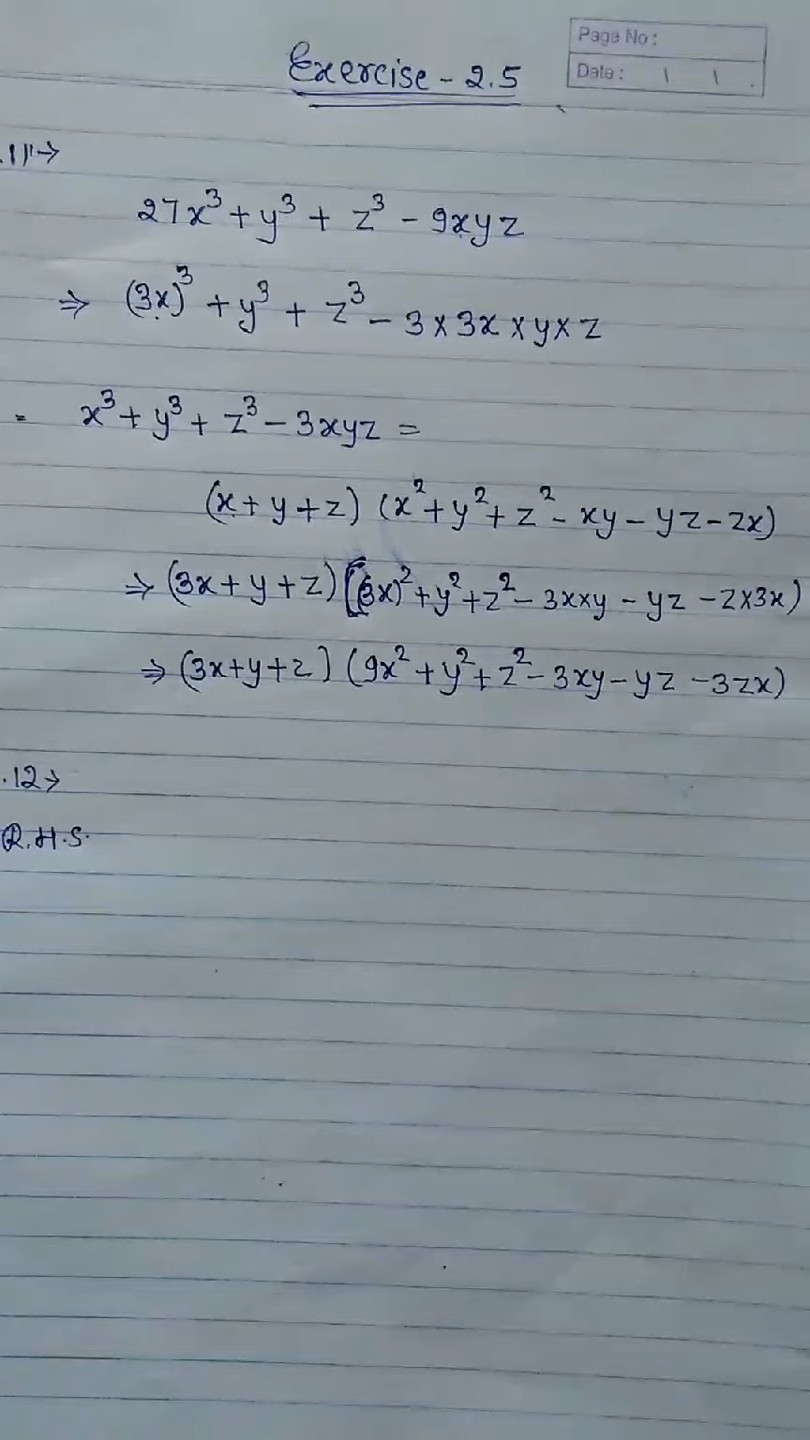 Page No :
Exercise - 2.5
Date :
.11→
27x³ + y³ + z³ - 9xyz
⇒ (3x)³ + y³ + z³ - 3 × 3x × y × z
= x³ + y³ + z³ - 3xyz =
(x + y + z) (x² + y² + z² - xy - yz - zx)
⇒ (3x + y + z) [(3x)² + y² + z² - 3x×y - yz - z×3x)
⇒ (3x+y+z) (9x² + y² + z² - 3xy - yz - 3zx)
.12→
R.H.S.